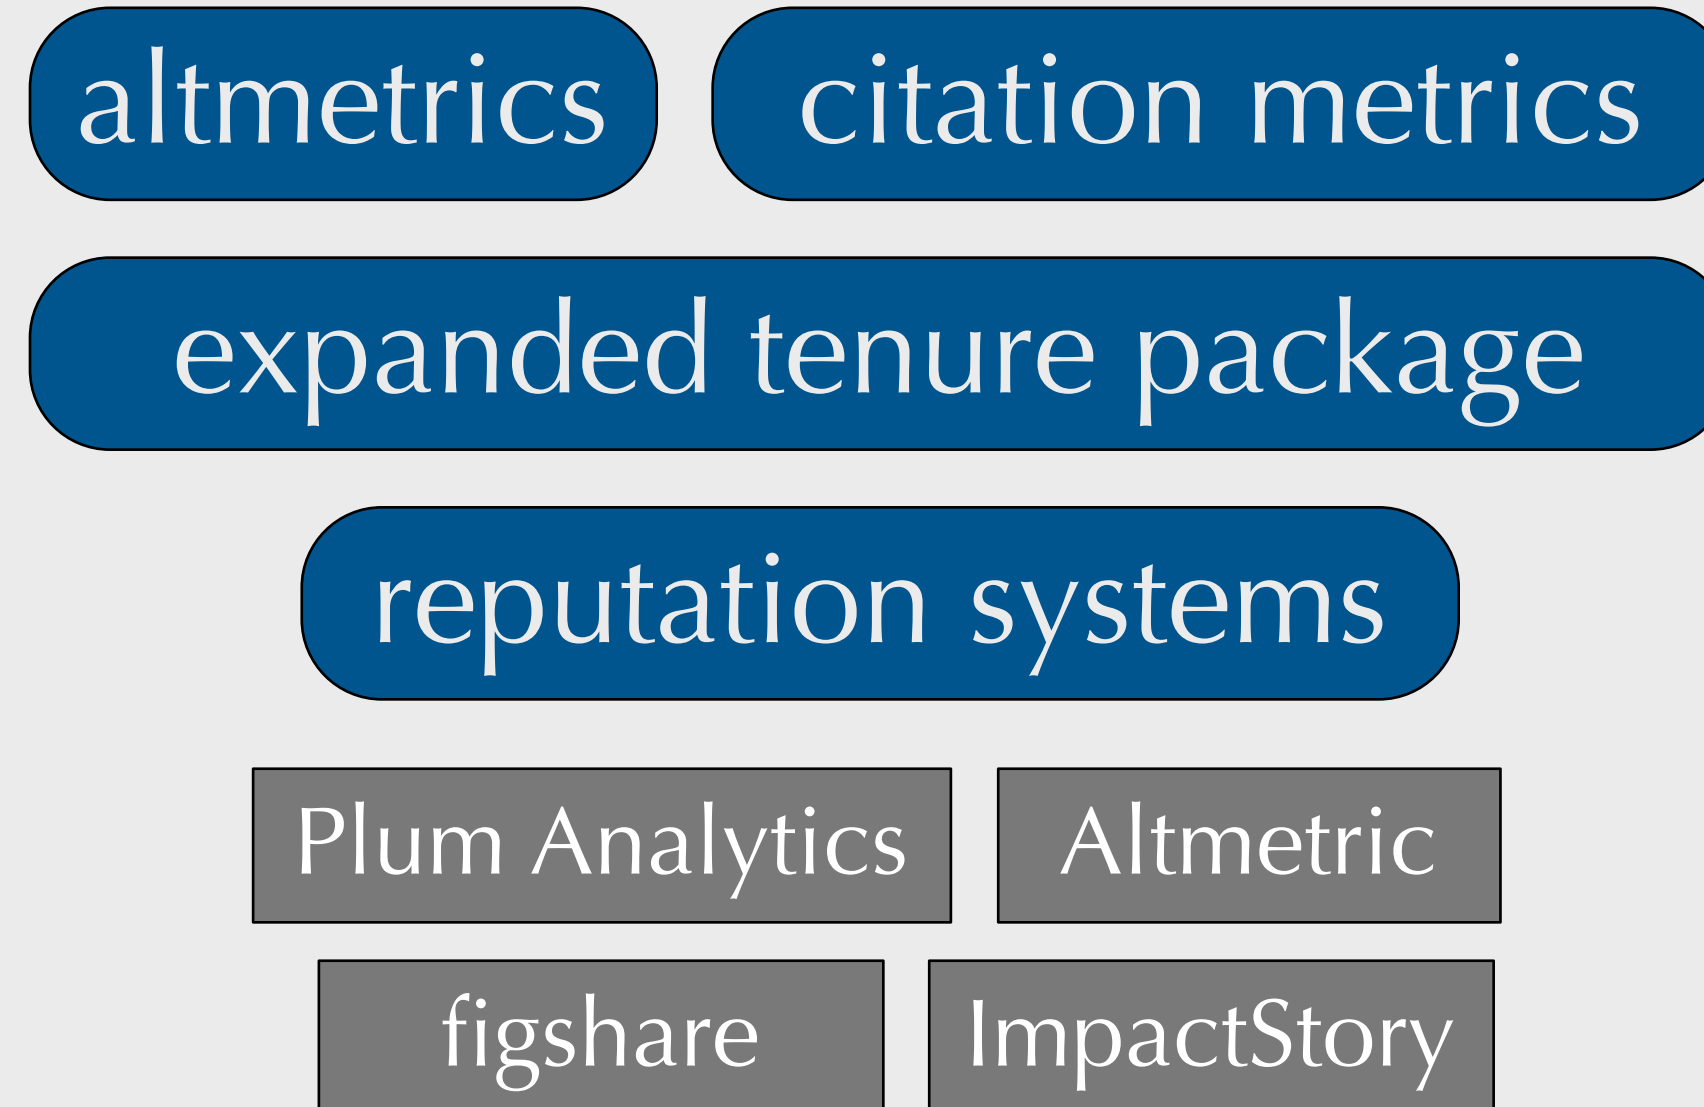 altmetrics citation metrics
expanded tenure package
reputation systems
Plum Analytics Altmetric
figshare ImpactStory